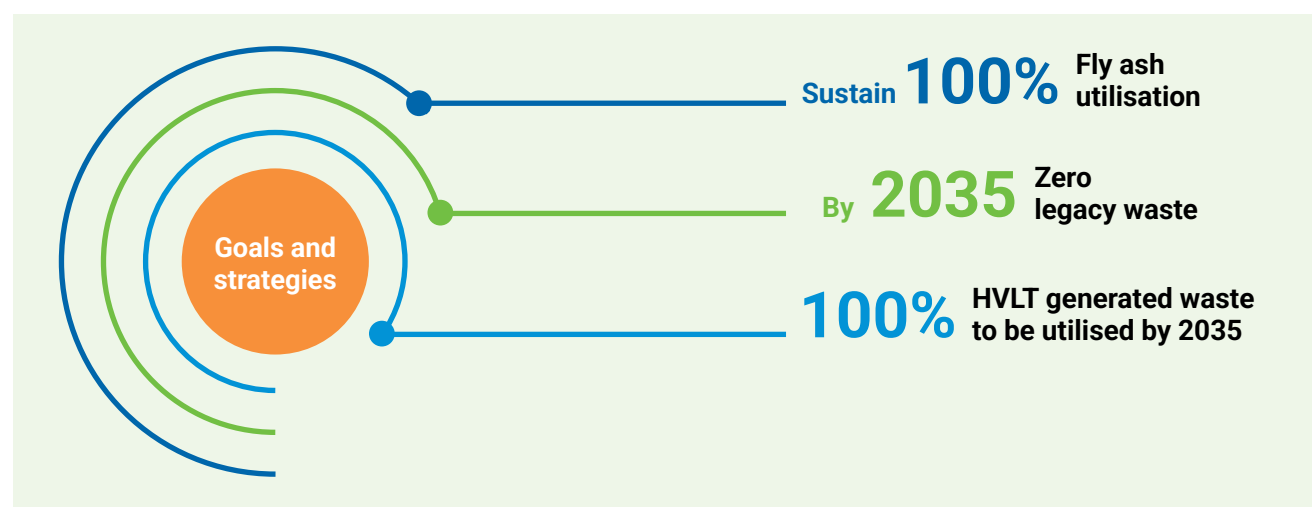 Goals and
strategies
Sustain 100% Fly ash
utilisation
By 2035 Zero
legacy waste
100% HVLT generated waste
to be utilised by 2035